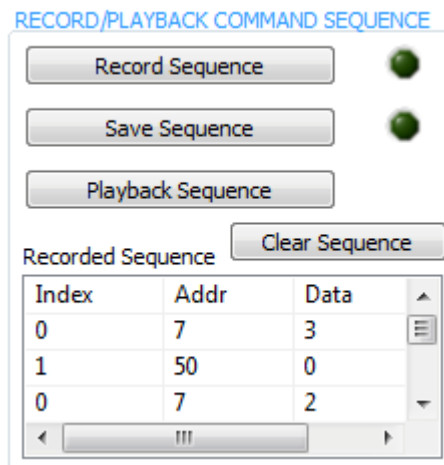 RECORD/PLAYBACK COMMAND SEQUENCE
Record Sequence
Save Sequence
Playback Sequence
Clear Sequence
Recorded Sequence
Index Addr Data
0 7 3
1 50 0
0 7 2